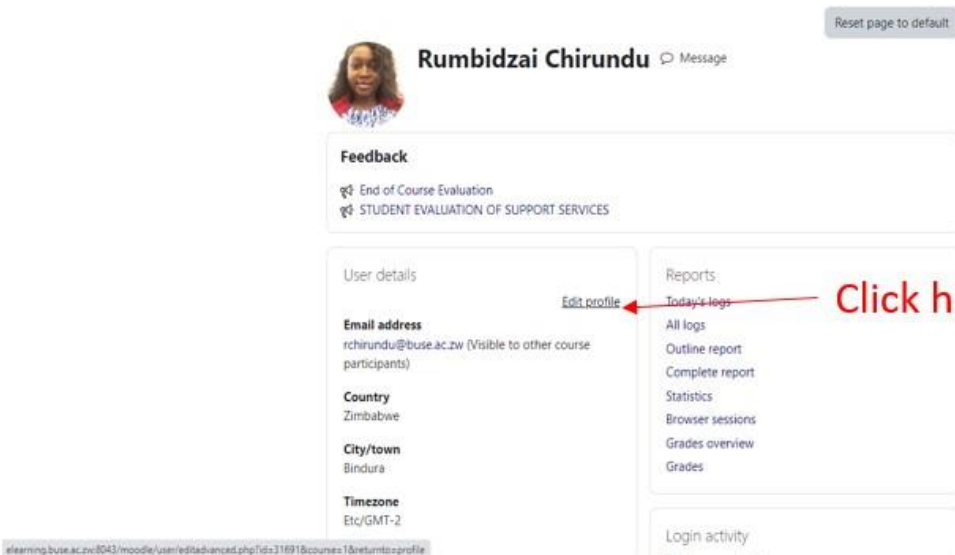 Reset page to default
Rumbidzai Chirundu Message
Feedback
End of Course Evaluation
STUDENT EVALUATION OF SUPPORT SERVICES
User details
Edit profile
Email address
rchirundu@buse.ac.zw (Visible to other course
participants)
Country
Zimbabwe
City/town
Bindura
Timezone
Etc/GMT-2
Reports
Today's logs
All logs
Outline report
Complete report
Statistics
Browser sessions
Grades overview
Grades
Click h
Login activity
elearning.buse.ac.zw:8043/moodle/user/editadvanced.php?id=31691&course=1&returnto=profile